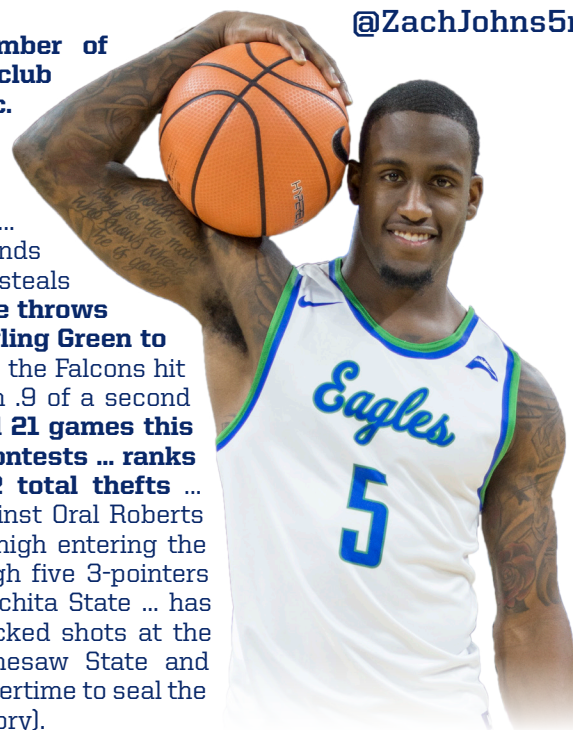 @ZachJohns5n
mber of
club
c.
...
nds
steals
e throws
ling Green to
the Falcons hit
n .9 of a second
21 games this
ontests ... ranks
2 total thefts ...
inst Oral Roberts
high entering the
gh five 3-pointers
chita State ... has
cked shots at the
nesaw State and
ertime to seal the
ory).
Eagles
5